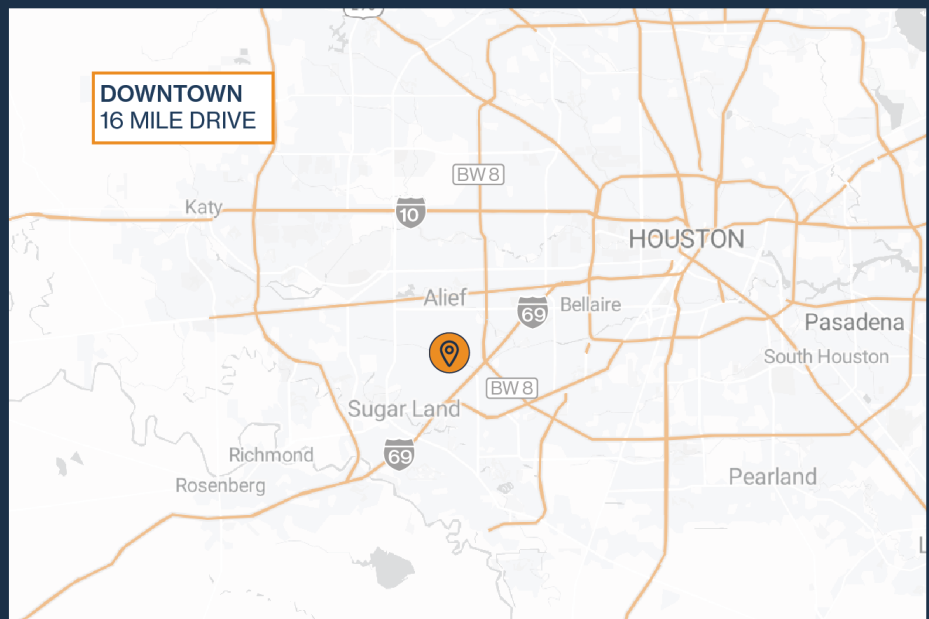 DOWNTOWN
16 MILE DRIVE
BW 8
Katy
10
HOUSTON
Alief
69
Bellaire
Pasadena
South Houston
BW 8
Sugar Land
Richmond
69
Rosenberg
Pearland